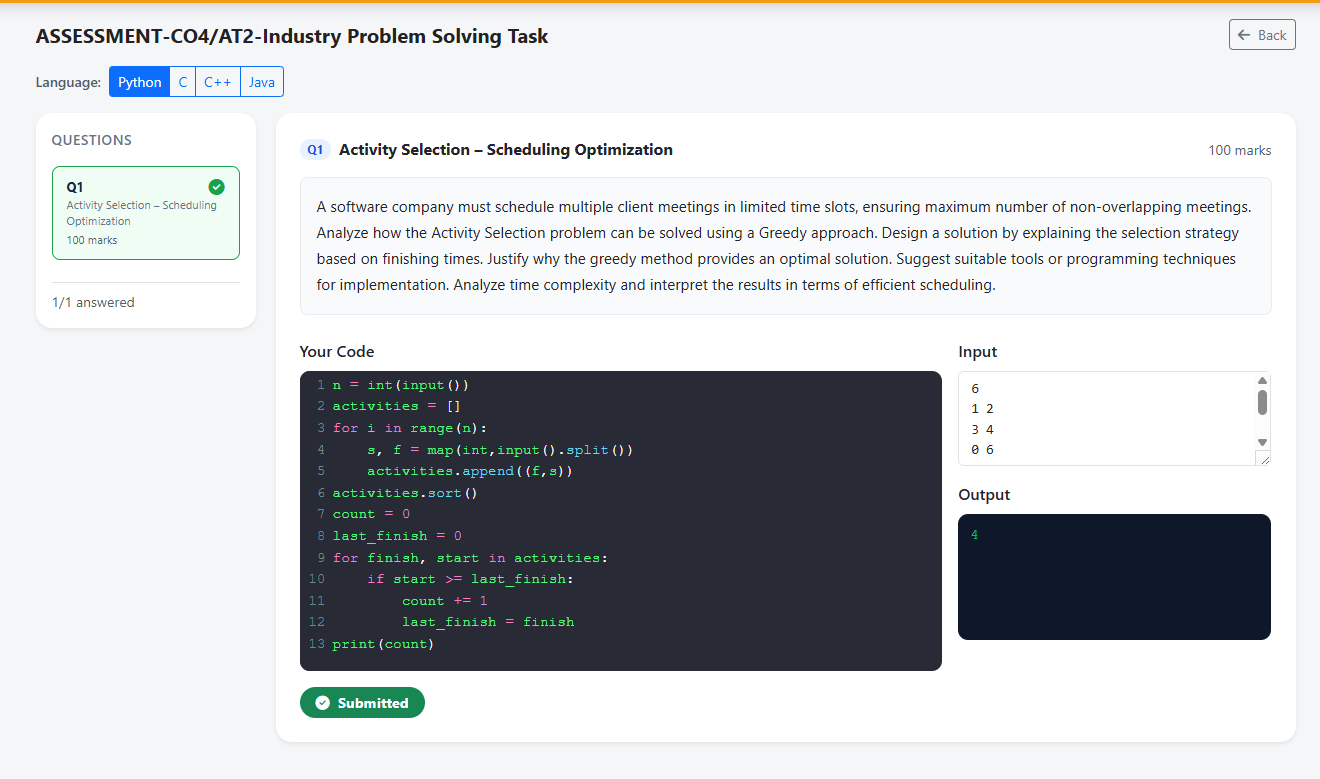 ASSESSMENT-CO4/AT2-Industry Problem Solving Task
← Back
Language: Python C C++ Java
QUESTIONS
Q1
Activity Selection – Scheduling
Optimization
100 marks
1/1 answered
Q1 Activity Selection – Scheduling Optimization
100 marks
A software company must schedule multiple client meetings in limited time slots, ensuring maximum number of non-overlapping meetings.
Analyze how the Activity Selection problem can be solved using a Greedy approach. Design a solution by explaining the selection strategy
based on finishing times. Justify why the greedy method provides an optimal solution. Suggest suitable tools or programming techniques
for implementation. Analyze time complexity and interpret the results in terms of efficient scheduling.
Your Code
1 n = int(input())
2 activities = []
3 for i in range(n):
4     s, f = map(int,input().split())
5     activities.append((f,s))
6 activities.sort()
7 count = 0
8 last_finish = 0
9 for finish, start in activities:
10     if start >= last_finish:
11         count += 1
12         last_finish = finish
13 print(count)
Submitted
Input
6
1 2
3 4
0 6
Output
4